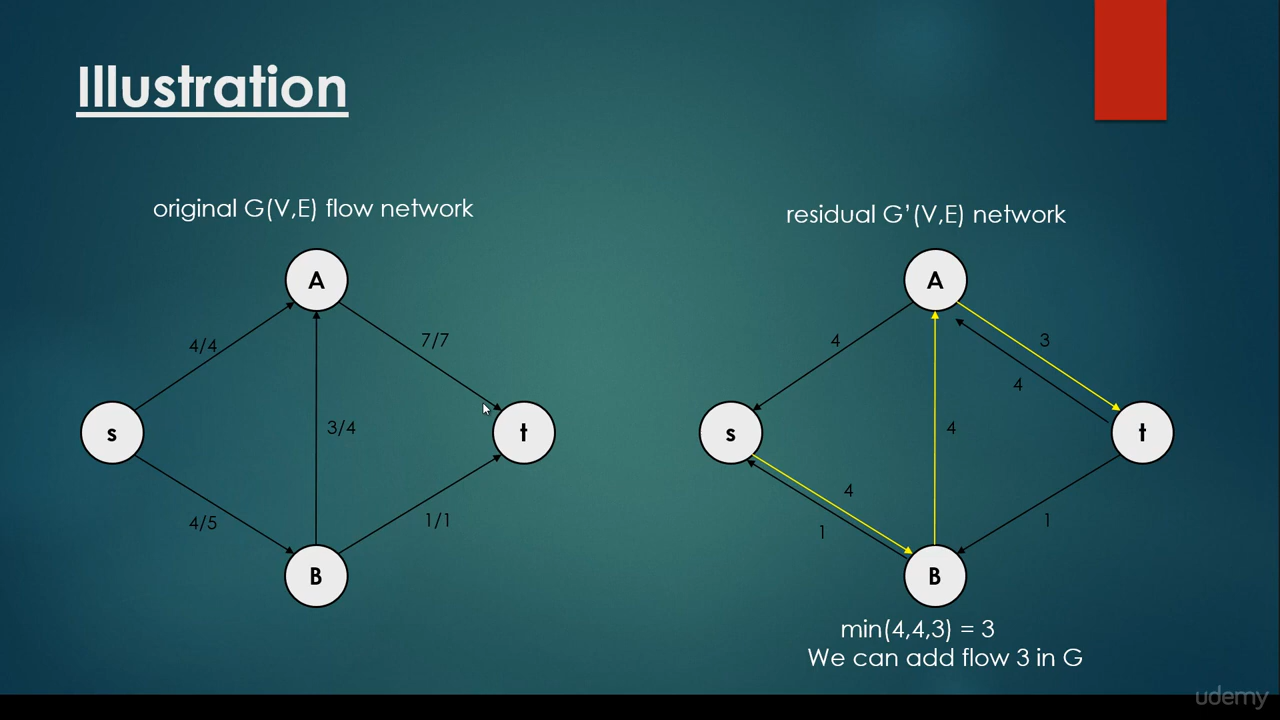 Illustration
original G(V,E) flow network
residual G’(V,E) network
A
4/4
7/7
s
3/4
t
4/5
1/1
B
A
4
3
4
s
4
t
4
1
1
B
min(4,4,3) = 3
We can add flow 3 in G
udemy